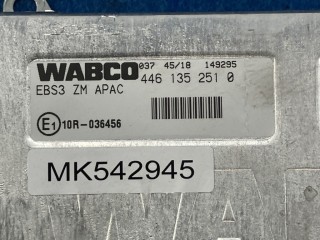 WABCO 037 45/18 149295
446 135 251 0
EBS3 ZM APAC
E1 10R-036456
MK542945